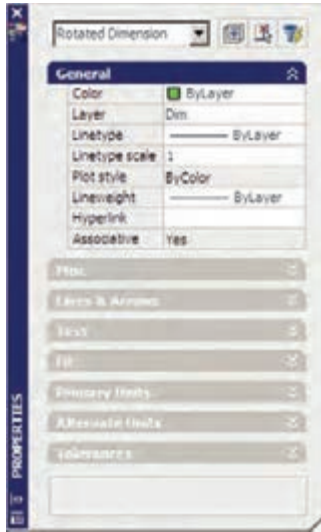 Rotated Dimension
General
Color ByLayer
Layer Dim
Linetype ByLayer
Linetype scale 1
Plot style ByColor
Lineweight ByLayer
Hyperlink
Associative Yes
Misc
Lines & Arrows
Text
Fit
Primary Units
Alternate Units
Tolerances
PROPERTIES